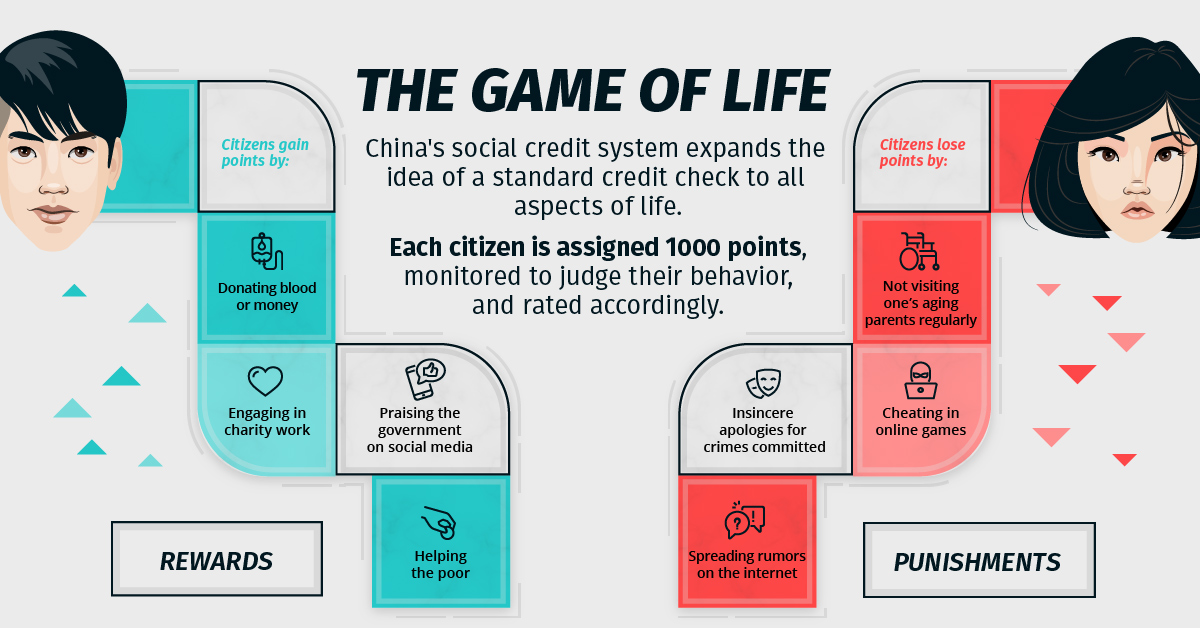 THE GAME OF LIFE
China's social credit system expands the
idea of a standard credit check to all
aspects of life.
Each citizen is assigned 1000 points,
monitored to judge their behavior,
and rated accordingly.
Citizens gain
points by:
Donating blood
or money
Engaging in
charity work
Praising the
government
on social media
Helping
the poor
REWARDS
Citizens lose
points by:
Not visiting
one's aging
parents regularly
Cheating in
online games
Insincere
apologies for
crimes committed
Spreading rumors
on the internet
PUNISHMENTS